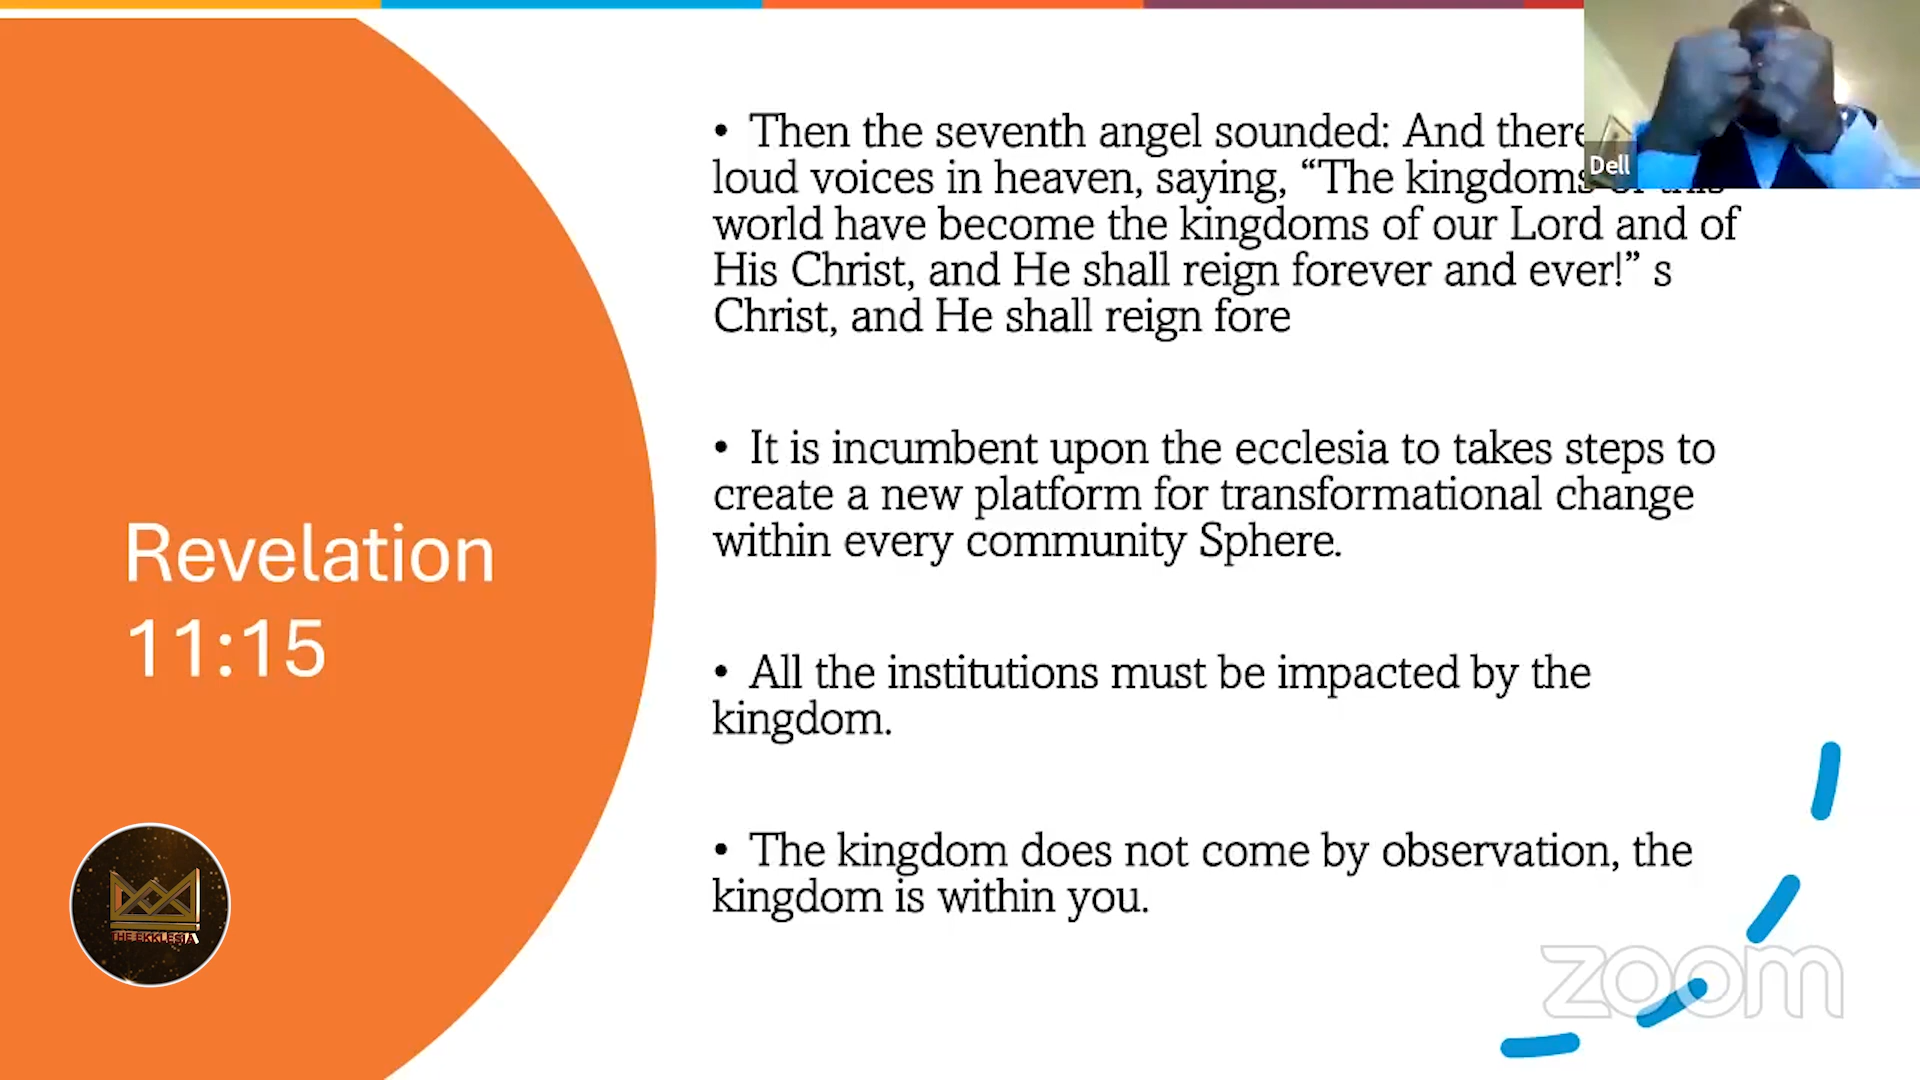 Dell
• Then the seventh angel sounded: And there
loud voices in heaven, saying, “The kingdoms of this
world have become the kingdoms of our Lord and of
His Christ, and He shall reign forever and ever!” s
Christ, and He shall reign fore
• It is incumbent upon the ecclesia to takes steps to
create a new platform for transformational change
within every community Sphere.
Revelation
11:15
• All the institutions must be impacted by the
kingdom.
• The kingdom does not come by observation, the
kingdom is within you.
THE EKKLESIA
zoom